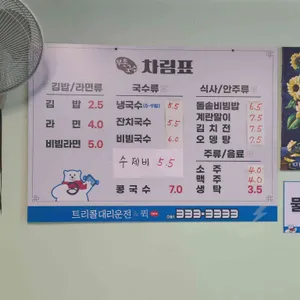 차림표
김밥/라면류
김 밥 2.5
라 면 4.0
비빔라면 5.0
국수류
냉국수 5.5
잔치국수 5.5
비빔국수 6.0
수제비 5.5
콩국수 7.0
식사/안주류
돌솥비빔밥 6.5
계란말이 7.5
김치전 7.5
오뎅탕 7.5
주류/음료
소 주 4.0
맥 주 4.0
생 탁 3.5
트리콜대리운전 333-3333
물